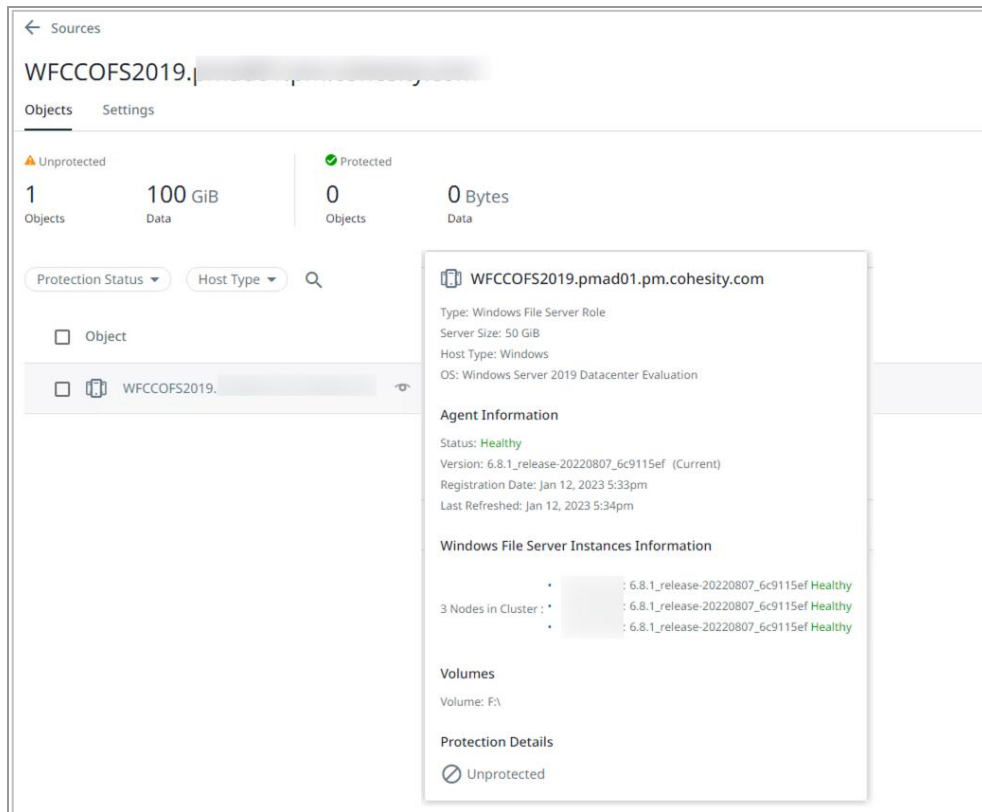 Sources
WFCCOFS2019.
Objects Settings
Unprotected Protected
1 100 GiB 0 0 Bytes
Objects Data Objects Data
Protection Status Host Type
Object
WFCCOFS2019.
WFCCOFS2019.pmad01.pm.cohesity.com
Type: Windows File Server Role
Server Size: 50 GiB
Host Type: Windows
OS: Windows Server 2019 Datacenter Evaluation
Agent Information
Status: Healthy
Version: 6.8.1_release-20220807_6c9115ef (Current)
Registration Date: Jan 12, 2023 5:33pm
Last Refreshed: Jan 12, 2023 5:34pm
Windows File Server Instances Information
3 Nodes in Cluster :
: 6.8.1_release-20220807_6c9115ef Healthy
: 6.8.1_release-20220807_6c9115ef Healthy
: 6.8.1_release-20220807_6c9115ef Healthy
Volumes
Volume: F:\
Protection Details
Unprotected